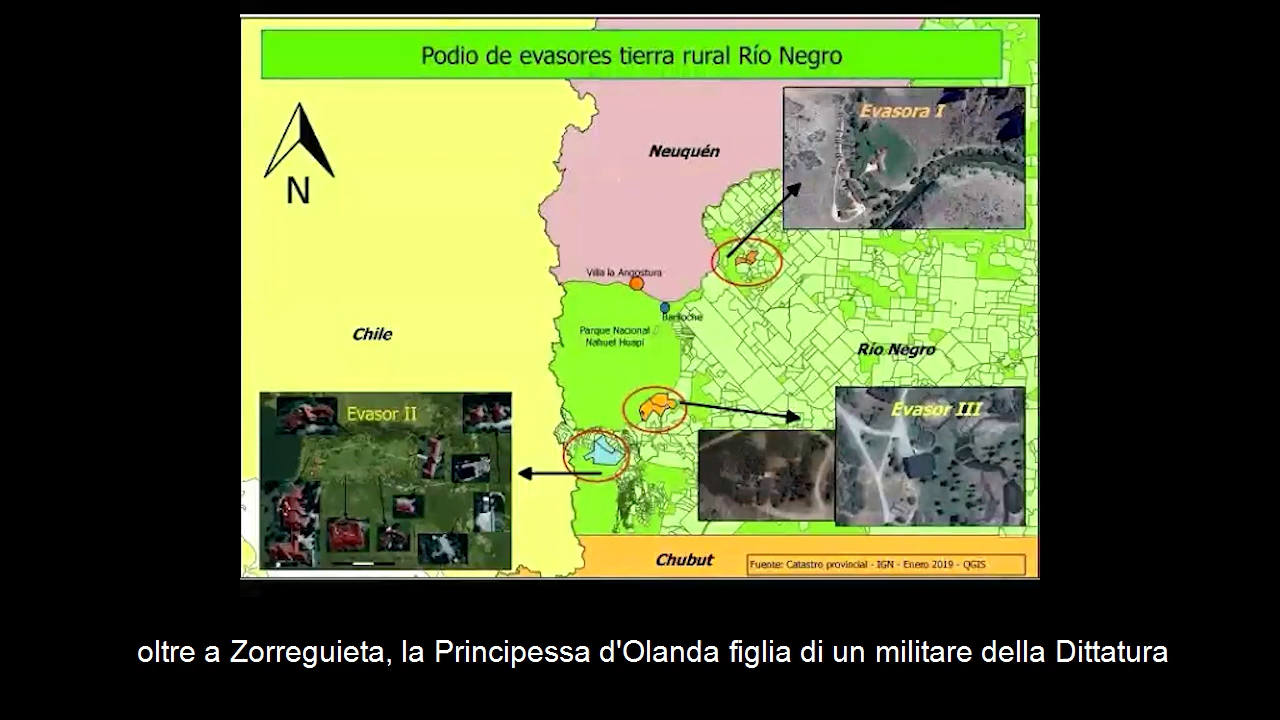 Podio de evasores tierra rural Río Negro
Evasora I
Neuquén
N
Villa la Angostura
Bariloche
Parque Nacional
Nahuel Huapi
Chile
Río Negro
Evasor II
Evasor III
Chubut
Fuente: Catastro provincial - IGN - Enero 2019 - QGIS
oltre a Zorreguieta, la Principessa d'Olanda figlia di un militare della Dittatura